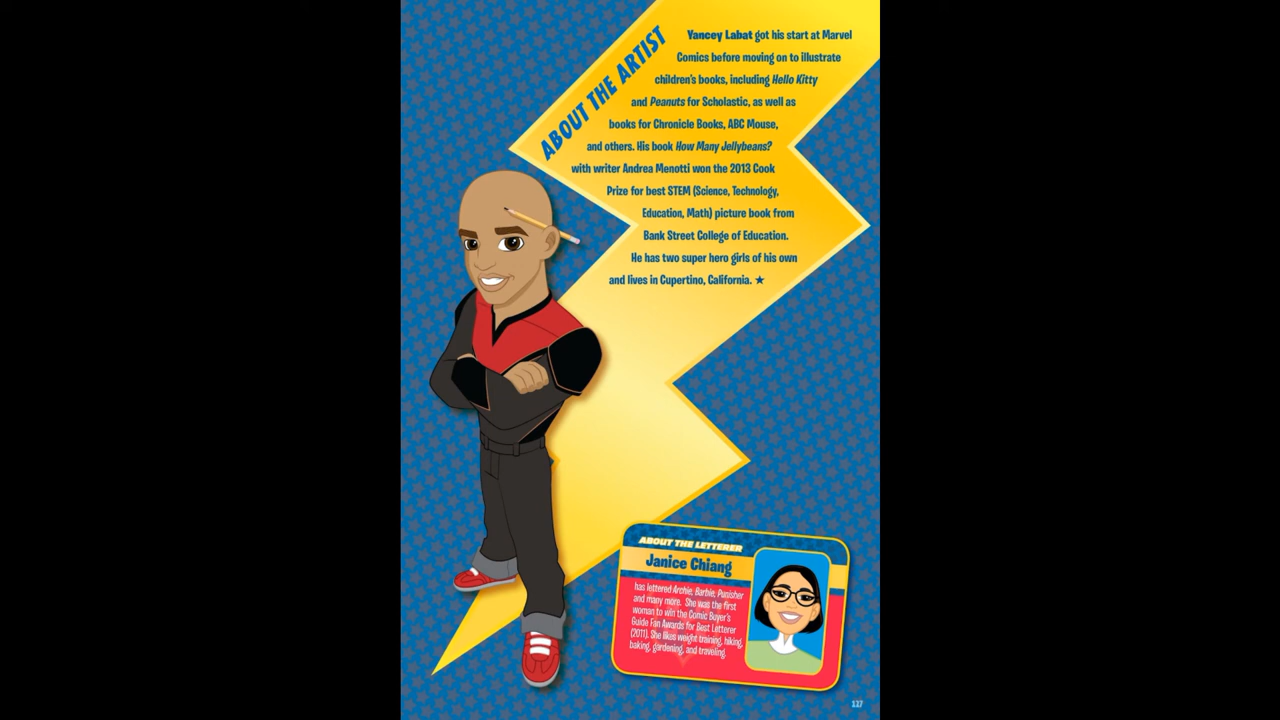 ABOUT THE ARTIST
Yancey Labat got his start at Marvel
Comics before moving on to illustrate
children's books, including Hello Kitty
and Peanuts for Scholastic, as well as
books for Chronicle Books, ABC Mouse,
and others. His book How Many Jellybeans?
with writer Andrea Menotti won the 2013 Cook
Prize for best STEM (Science, Technology,
Education, Math) picture book from
Bank Street College of Education.
He has two super hero girls of his own
and lives in Cupertino, California. ★
ABOUT THE LETTERER
Janice Chiang
has lettered Archie, Barbie, Punisher
and many more. She was the first
woman to win the Comic Buyer's
Guide Fan Awards for Best Letterer
(2011). She likes weight training, hiking,
baking, gardening, and traveling.
117